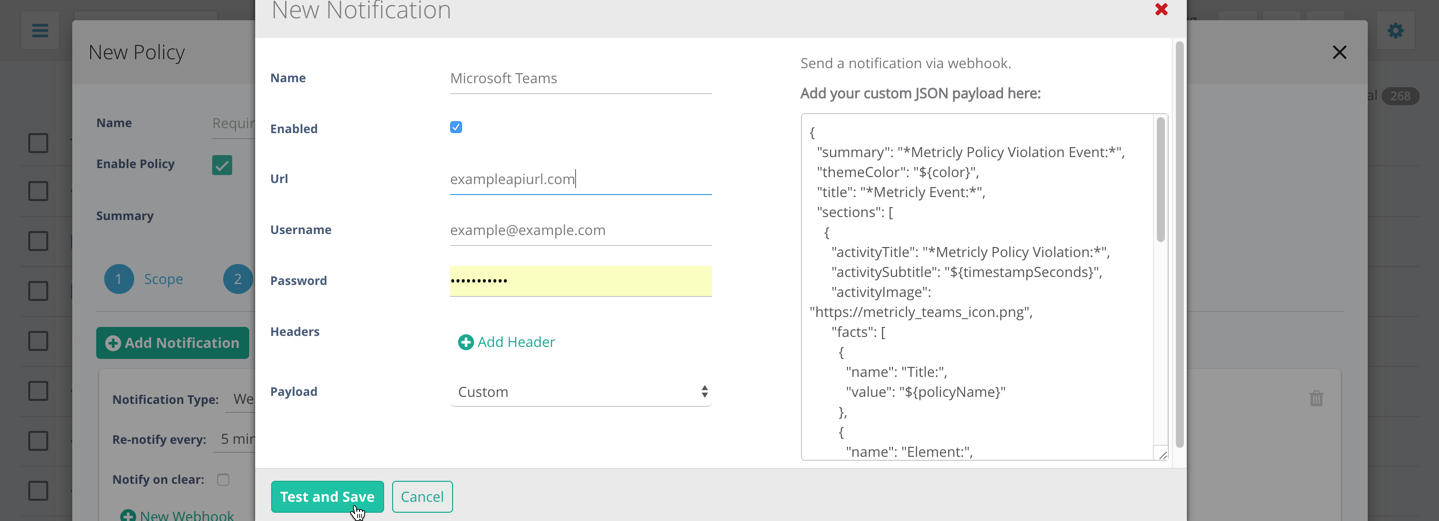 New Notification
New Policy
Name
Requir
Enable Policy
Summary
1
Scope
2
Add Notification
Notification Type:
We
Re-notify every:
5 min
Notify on clear:
New Webhook
Name
Microsoft Teams
Enabled
Url
exampleapiurl.com
Username
example@example.com
Password
•••••••••••
Headers
Add Header
Payload
Custom
Test and Save
Cancel
Send a notification via webhook.
Add your custom JSON payload here:
{
"summary": "*Metricly Policy Violation Event:*",
"themeColor": "${color}",
"title": "*Metricly Event:*",
"sections": [
{
"activityTitle": "*Metricly Policy Violation:*",
"activitySubtitle": "${timestampSeconds}",
"activityImage":
"https://metricly_teams_icon.png",
"facts": [
{
"name": "Title:",
"value": "${policyName}"
},
{
"name": "Element:",
268